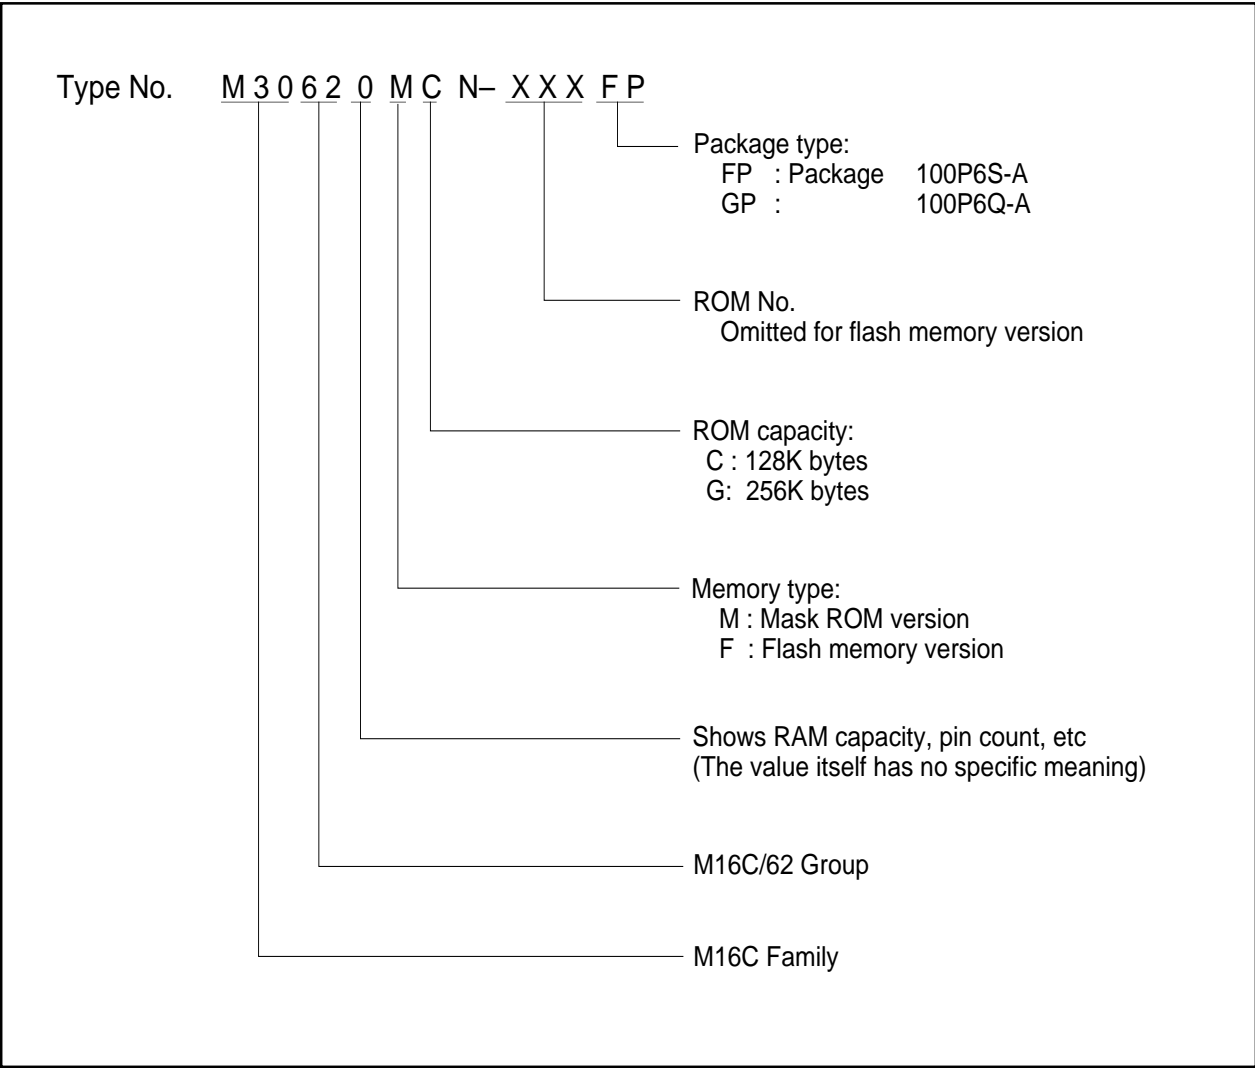 Type No. M 3 0 6 2 0 M C N– X X X F P
Package type:
FP : Package 100P6S-A
GP : 100P6Q-A
ROM No.
Omitted for flash memory version
ROM capacity:
C : 128K bytes
G: 256K bytes
Memory type:
M : Mask ROM version
F : Flash memory version
Shows RAM capacity, pin count, etc
(The value itself has no specific meaning)
M16C/62 Group
M16C Family